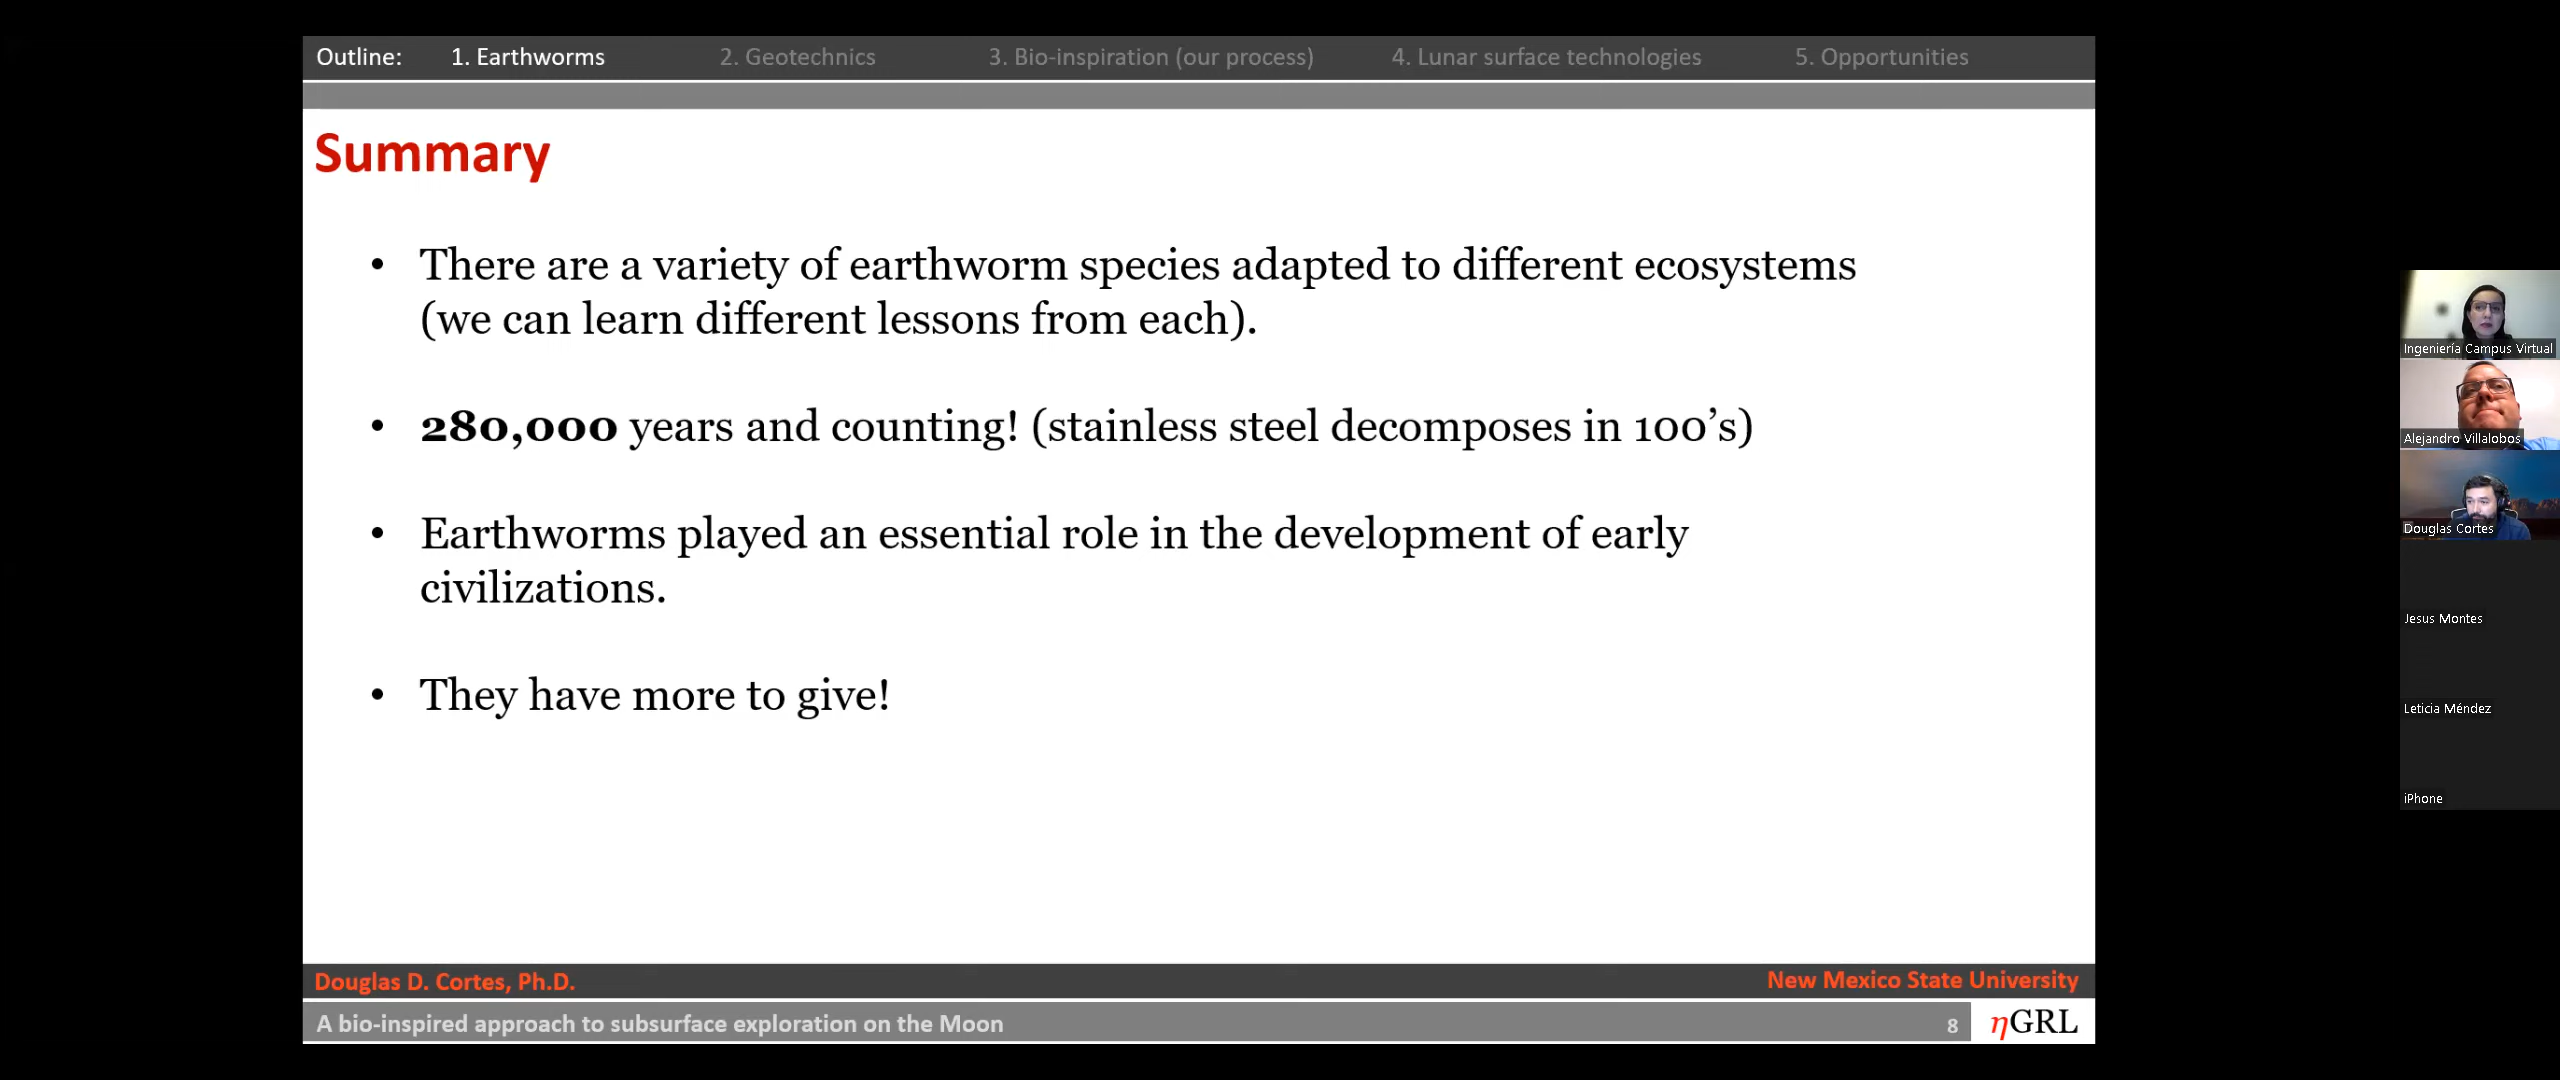 Outline: 1. Earthworms 2. Geotechnics 3. Bio-inspiration (our process) 4. Lunar surface technologies 5. Opportunities
Summary
• There are a variety of earthworm species adapted to different ecosystems
(we can learn different lessons from each).
• 280,000 years and counting! (stainless steel decomposes in 100’s)
• Earthworms played an essential role in the development of early
civilizations.
• They have more to give!
Douglas D. Cortes, Ph.D. New Mexico State University
A bio-inspired approach to subsurface exploration on the Moon 8 ηGRL
Ingeniería Campus Virtual
Alejandro Villalobos
Douglas Cortes
Jesus Montes
Leticia Méndez
iPhone